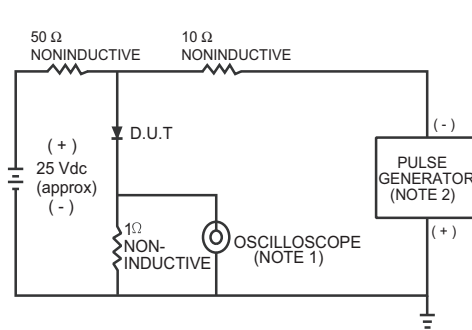 50 Ω
NONINDUCTIVE
10 Ω
NONINDUCTIVE
D.U.T
( + )
25 Vdc
(approx)
( - )
1Ω
NON-
INDUCTIVE
OSCILLOSCOPE
(NOTE 1)
( - )
PULSE
GENERATOR
(NOTE 2)
( + )